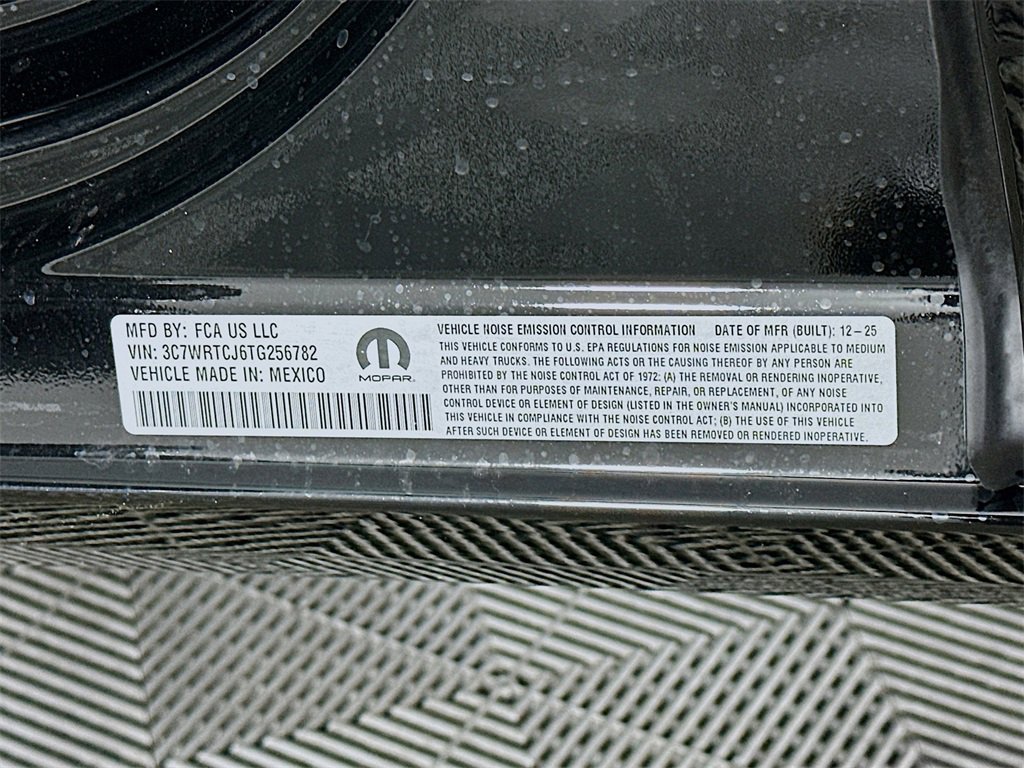 MFD BY: FCA US LLC
VIN: 3C7WRTCJ6TG256782
VEHICLE MADE IN: MEXICO
MOPAR
VEHICLE NOISE EMISSION CONTROL INFORMATION DATE OF MFR (BUILT): 12-25
THIS VEHICLE CONFORMS TO U.S. EPA REGULATIONS FOR NOISE EMISSION APPLICABLE TO MEDIUM
AND HEAVY TRUCKS. THE FOLLOWING ACTS OR THE CAUSING THEREOF BY ANY PERSON ARE
PROHIBITED BY THE NOISE CONTROL ACT OF 1972: (A) THE REMOVAL OR RENDERING INOPERATIVE,
OTHER THAN FOR PURPOSES OF MAINTENANCE, REPAIR, OR REPLACEMENT, OF ANY NOISE
CONTROL DEVICE OR ELEMENT OF DESIGN (LISTED IN THE OWNER'S MANUAL) INCORPORATED INTO
THIS VEHICLE IN COMPLIANCE WITH THE NOISE CONTROL ACT; (B) THE USE OF THIS VEHICLE
AFTER SUCH DEVICE OR ELEMENT OF DESIGN HAS BEEN REMOVED OR RENDERED INOPERATIVE.